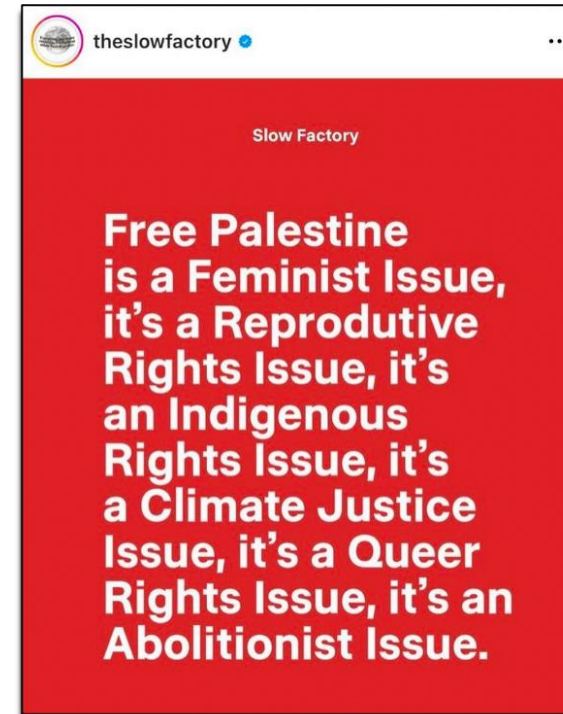 theslowfactory
Slow Factory
Free Palestine
is a Feminist Issue,
it’s a Reprodutive
Rights Issue, it’s
an Indigenous
Rights Issue, it’s
a Climate Justice
Issue, it’s a Queer
Rights Issue, it’s an
Abolitionist Issue.